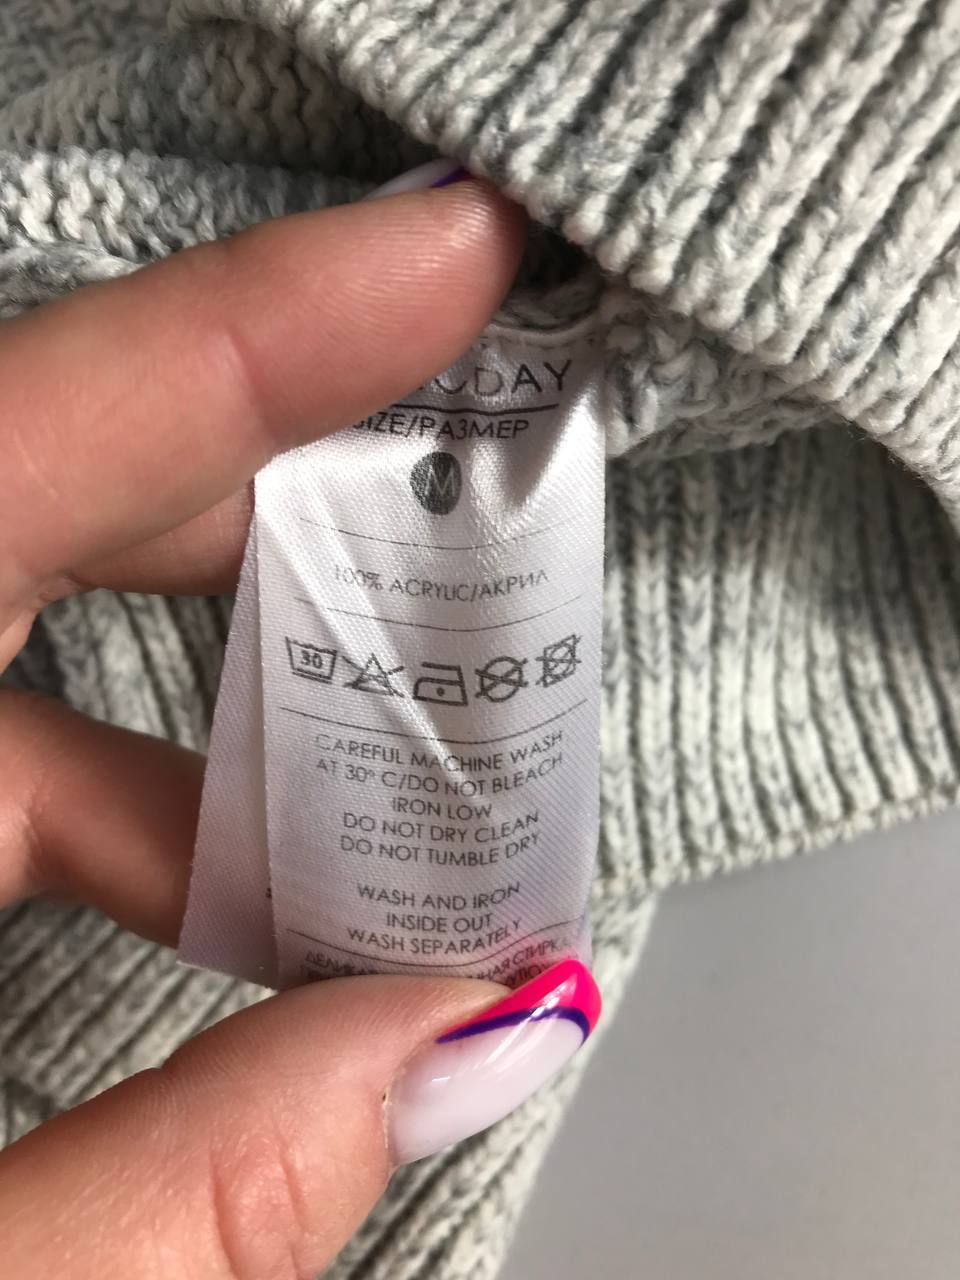 SIZE/РАЗМЕР
M
100% ACRYLIC/АКРИЛ
30
CAREFUL MACHINE WASH
AT 30° C/DO NOT BLEACH
IRON LOW
DO NOT DRY CLEAN
DO NOT TUMBLE DRY
WASH AND IRON
INSIDE OUT
WASH SEPARATELY
СТИРКА